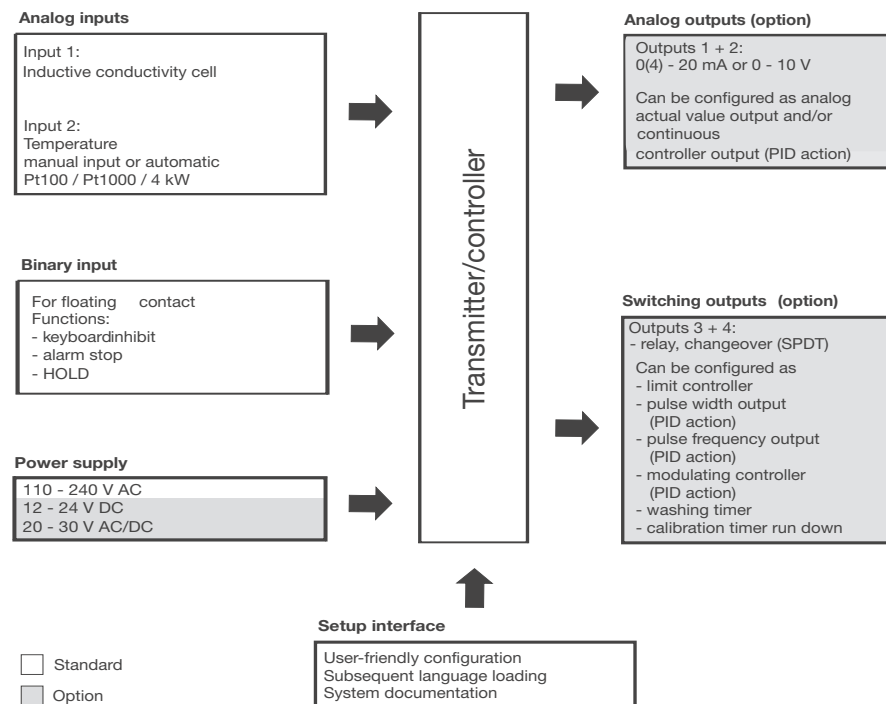 Analog inputs
Input 1:
Inductive conductivity cell
Input 2:
Temperature
manual input or automatic
Pt100 / Pt1000 / 4 kW
Binary input
For floating contact
Functions:
- keyboardinhibit
- alarm stop
- HOLD
Power supply
110 - 240 V AC
12 - 24 V DC
20 - 30 V AC/DC
Transmitter/controller
Analog outputs (option)
Outputs 1 + 2:
0(4) - 20 mA or 0 - 10 V
Can be configured as analog
actual value output and/or
continuous
controller output (PID action)
Switching outputs (option)
Outputs 3 + 4:
- relay, changeover (SPDT)
Can be configured as
- limit controller
- pulse width output
(PID action)
- pulse frequency output
(PID action)
- modulating controller
(PID action)
- washing timer
- calibration timer run down
Setup interface
User-friendly configuration
Subsequent language loading
System documentation
Standard
Option